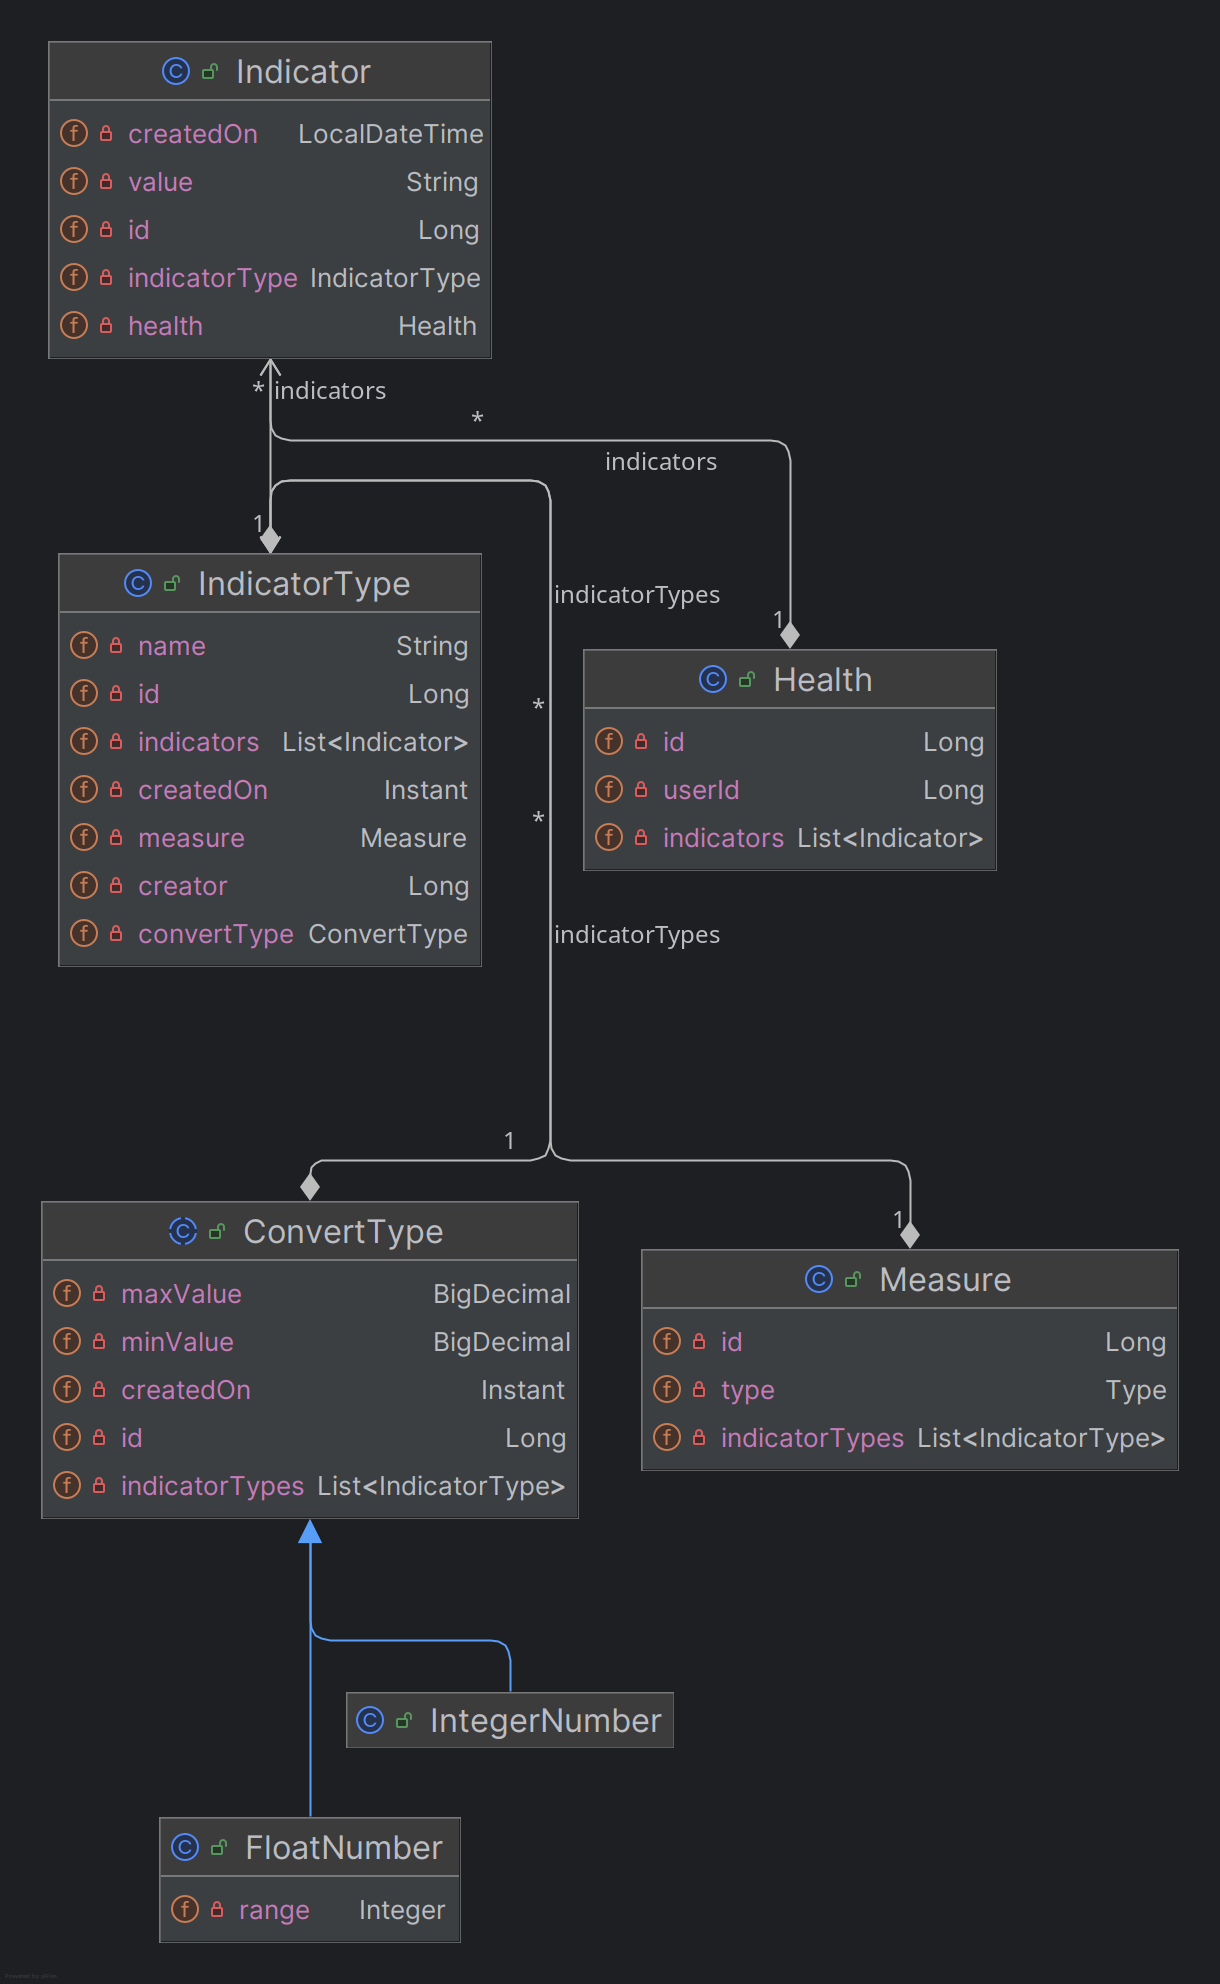 Indicator
createdOn LocalDateTime
value String
id Long
indicatorType IndicatorType
health Health
* indicators
*
indicators
1
IndicatorType
name String
id Long
indicators List<Indicator>
createdOn Instant
measure Measure
creator Long
convertType ConvertType
indicatorTypes
*
*
indicatorTypes
1
Health
id Long
userId Long
indicators List<Indicator>
1
ConvertType
maxValue BigDecimal
minValue BigDecimal
createdOn Instant
id Long
indicatorTypes List<IndicatorType>
1
Measure
id Long
type Type
indicatorTypes List<IndicatorType>
IntegerNumber
FloatNumber
range Integer